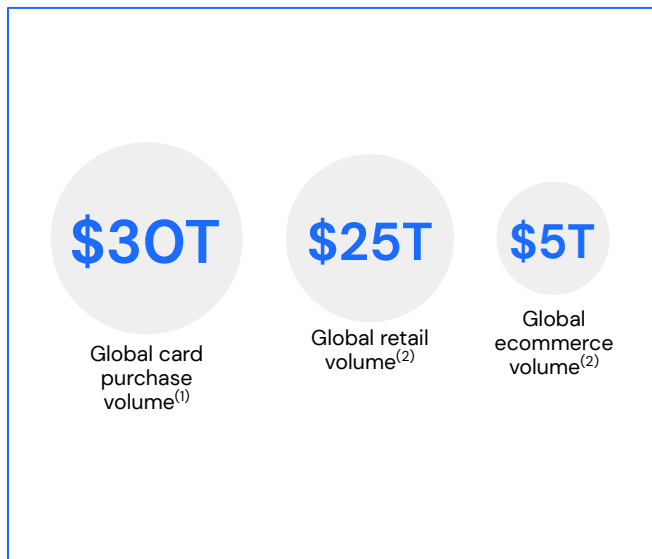 $30T
Global card
purchase
volume(1)
$25T
Global retail
volume(2)
$5T
Global
ecommerce
volume(2)